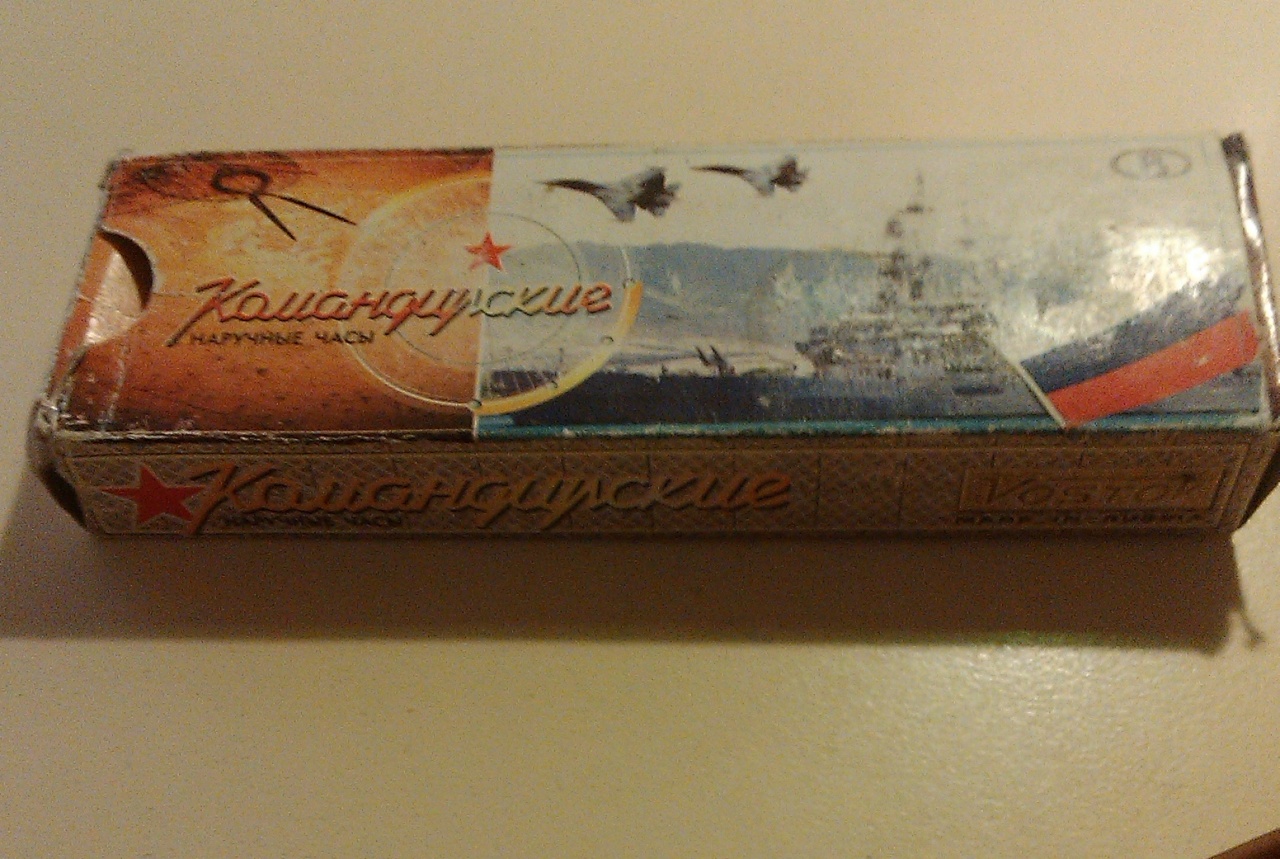 Командирские
НАРУЧНЫЕ ЧАСЫ
Командирские
НАРУЧНЫЕ ЧАСЫ
VOSTOK
MADE IN RUSSIA